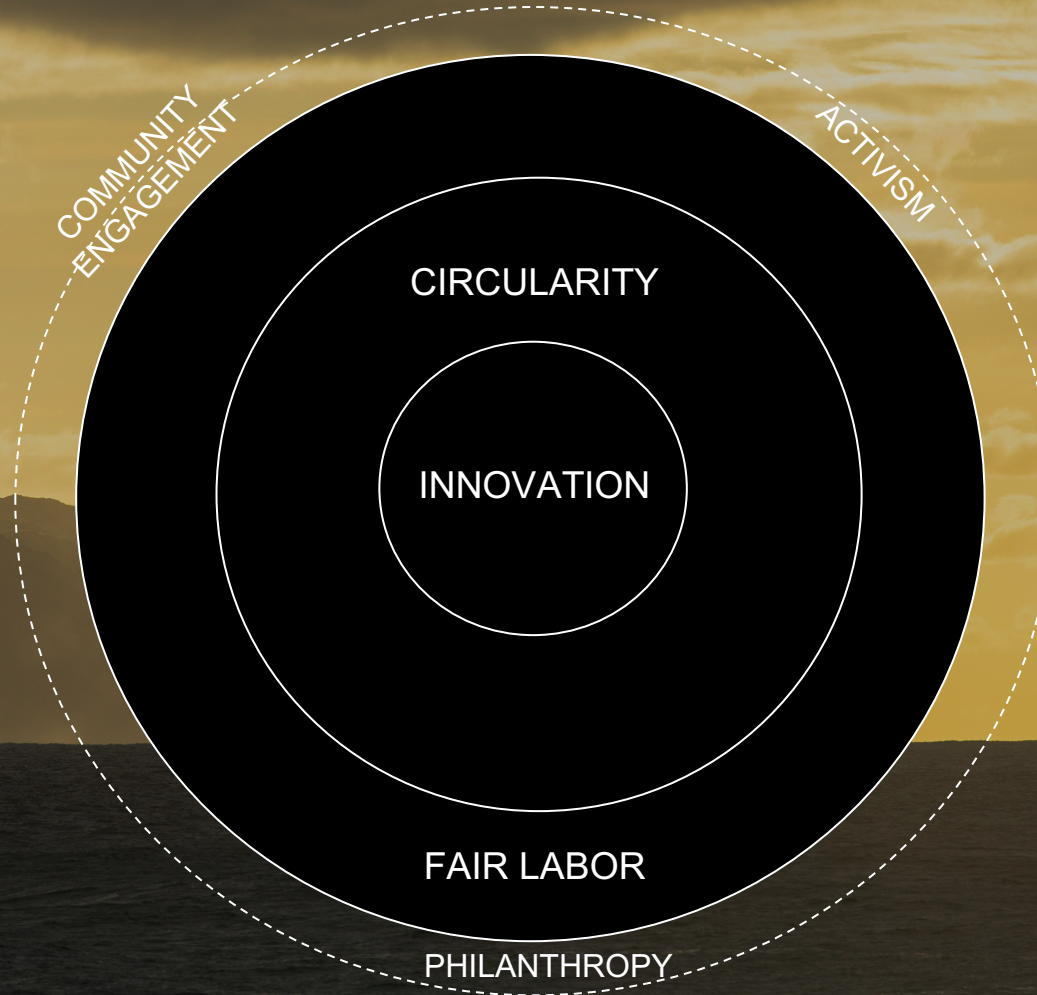 COMMUNITY
ENGAGEMENT
ACTIVISM
CIRCULARITY
INNOVATION
FAIR LABOR
PHILANTHROPY